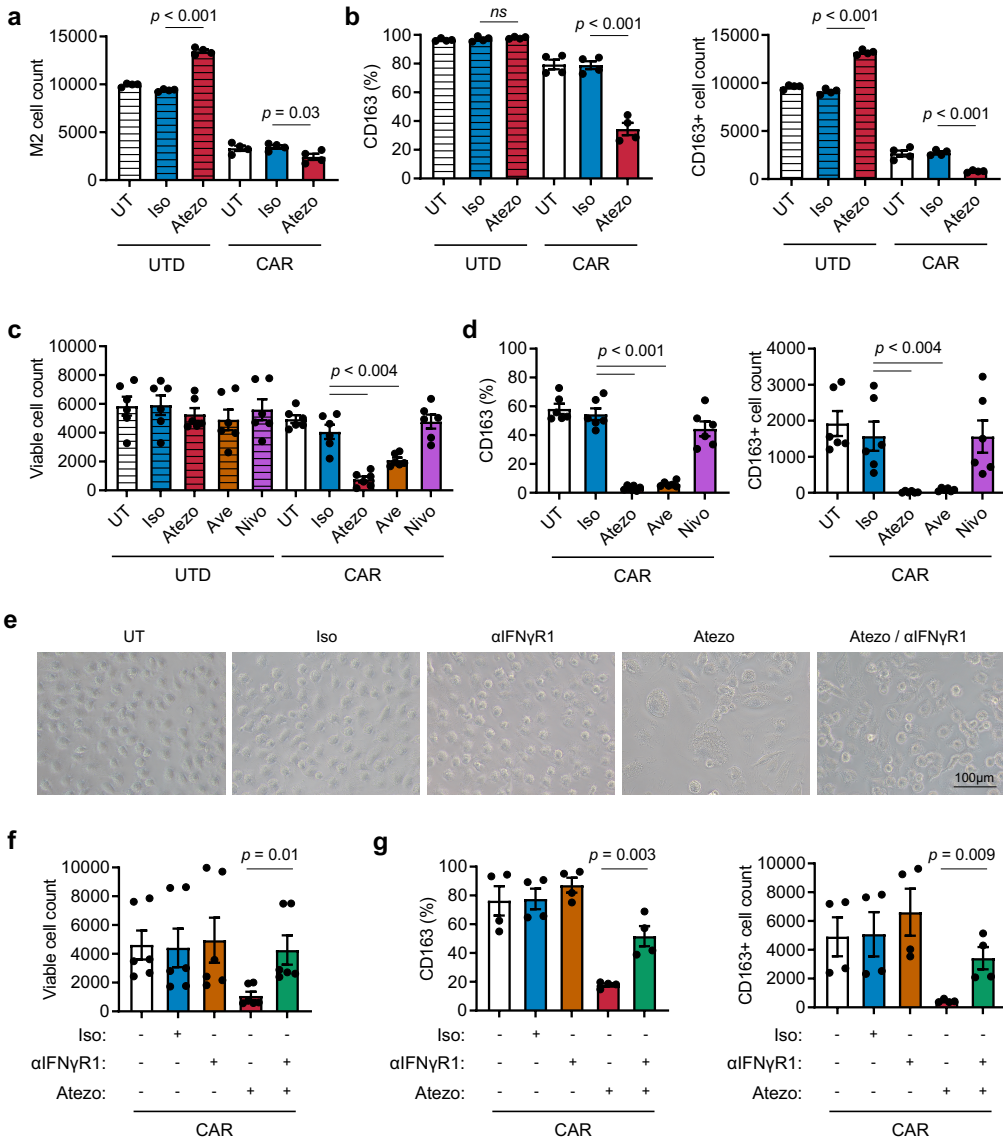 a
M2 cell count
15000
10000
5000
0
p < 0.001
p = 0.03
UT Iso Atezo UT Iso Atezo
UTD CAR
b
CD163 (%)
100
80
60
40
20
0
ns
p < 0.001
UT Iso Atezo UT Iso Atezo
UTD CAR
CD163+ cell count
15000
10000
5000
0
p < 0.001
p < 0.001
UT Iso Atezo UT Iso Atezo
UTD CAR
c
Viable cell count
10000
8000
6000
4000
2000
0
p < 0.004
UT Iso Atezo Ave Nivo UT Iso Atezo Ave Nivo
UTD CAR
d
CD163 (%)
100
80
60
40
20
0
p < 0.001
UT Iso Atezo Ave Nivo
CAR
CD163+ cell count
4000
3000
2000
1000
0
p < 0.004
UT Iso Atezo Ave Nivo
CAR
e
UT Iso αIFNγR1 Atezo Atezo / αIFNγR1
100µm
f
Viable cell count
10000
8000
6000
4000
2000
0
p = 0.01
Iso: - + - - -
αIFNγR1: - - + - +
Atezo: - - - + +
CAR
g
CD163 (%)
100
80
60
40
20
0
p = 0.003
Iso: - + - - -
αIFNγR1: - - + - +
Atezo: - - - + +
CAR
CD163+ cell count
10000
8000
6000
4000
2000
0
p = 0.009
Iso: - + - - -
αIFNγR1: - - + - +
Atezo: - - - + +
CAR